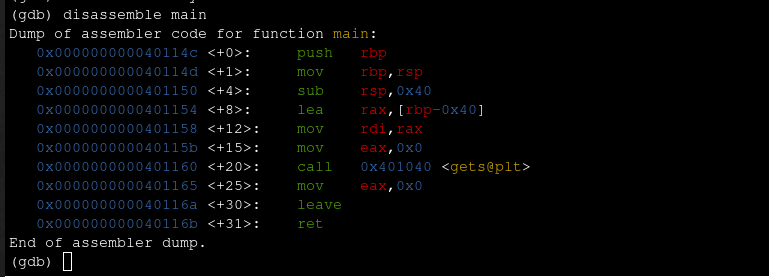 (gdb) disassemble main
Dump of assembler code for function main:
   0x000000000040114c <+0>:     push   rbp
   0x000000000040114d <+1>:     mov    rbp,rsp
   0x0000000000401150 <+4>:     sub    rsp,0x40
   0x0000000000401154 <+8>:     lea    rax,[rbp-0x40]
   0x0000000000401158 <+12>:    mov    rdi,rax
   0x000000000040115b <+15>:    mov    eax,0x0
   0x0000000000401160 <+20>:    call   0x401040 <gets@plt>
   0x0000000000401165 <+25>:    mov    eax,0x0
   0x000000000040116a <+30>:    leave
   0x000000000040116b <+31>:    ret
End of assembler dump.
(gdb)